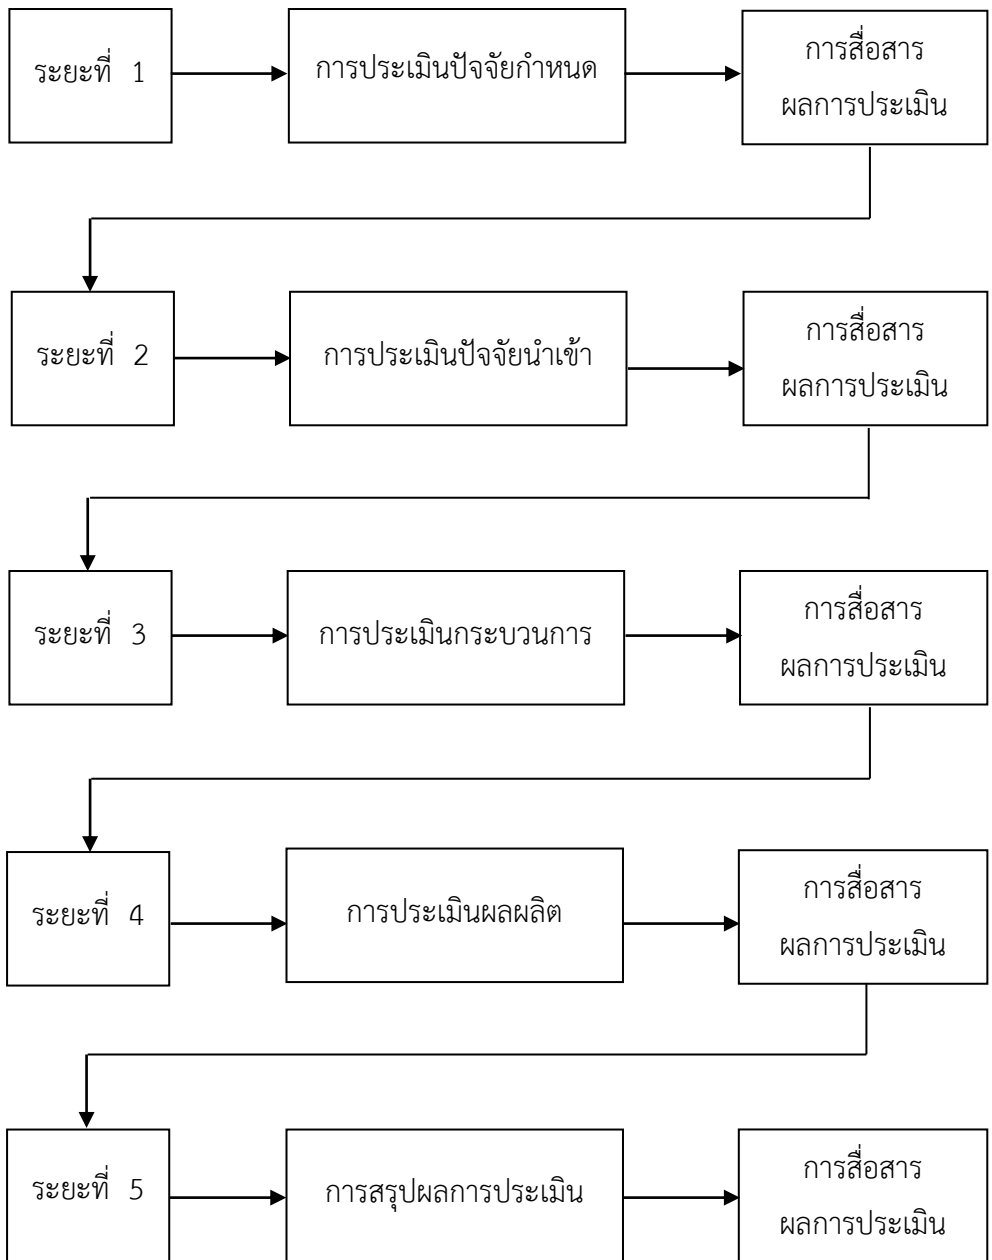 ระยะที่ 1
การประเมินปัจจัยกำหนด
การสื่อสาร
ผลการประเมิน
ระยะที่ 2
การประเมินปัจจัยนำเข้า
การสื่อสาร
ผลการประเมิน
ระยะที่ 3
การประเมินกระบวนการ
การสื่อสาร
ผลการประเมิน
ระยะที่ 4
การประเมินผลผลิต
การสื่อสาร
ผลการประเมิน
ระยะที่ 5
การสรุปผลการประเมิน
การสื่อสาร
ผลการประเมิน